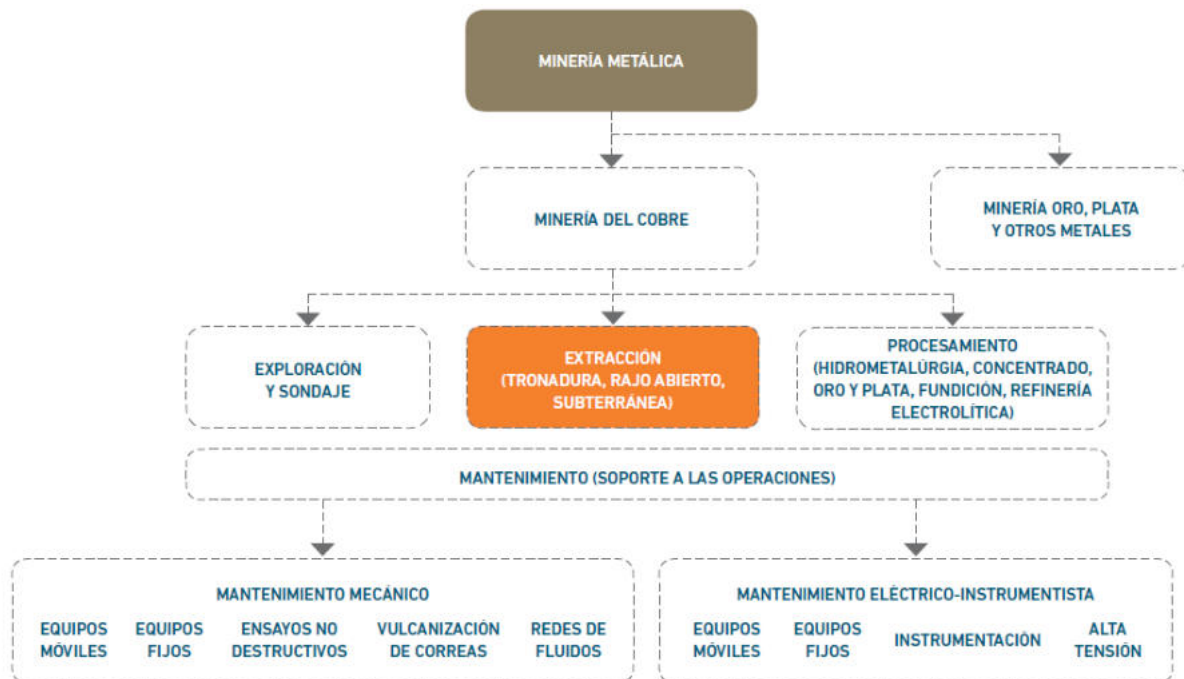 MINERÍA METÁLICA
MINERÍA DEL COBRE
MINERÍA ORO, PLATA
Y OTROS METALES
EXPLORACIÓN
Y SONDAJE
EXTRACCIÓN
(TRONADURA, RAJO ABIERTO,
SUBTERRÁNEA)
PROCESAMIENTO
(HIDROMETALÚRGIA, CONCENTRADO,
ORO Y PLATA, FUNDICIÓN, REFINERÍA
ELECTROLÍTICA)
MANTENIMIENTO (SOPORTE A LAS OPERACIONES)
MANTENIMIENTO MECÁNICO
EQUIPOS
MÓVILES
EQUIPOS
FIJOS
ENSAYOS NO
DESTRUCTIVOS
VULCANIZACIÓN
DE CORREAS
REDES DE
FLUIDOS
MANTENIMIENTO ELÉCTRICO-INSTRUMENTISTA
EQUIPOS
MÓVILES
EQUIPOS
FIJOS
INSTRUMENTACIÓN
ALTA
TENSIÓN